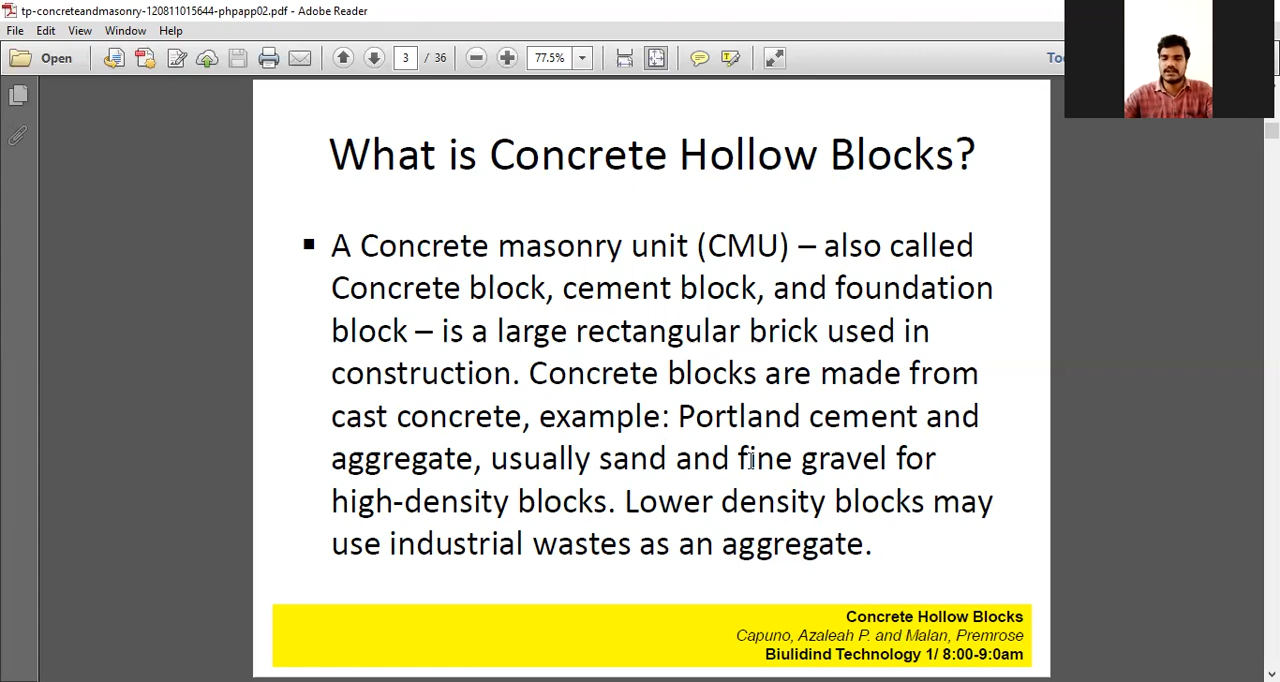 tp-concreteandmasonry-120811015644-phpapp02.pdf - Adobe Reader
File Edit View Window Help
Open 3 / 36 77.5%
What is Concrete Hollow Blocks?
A Concrete masonry unit (CMU) – also called
Concrete block, cement block, and foundation
block – is a large rectangular brick used in
construction. Concrete blocks are made from
cast concrete, example: Portland cement and
aggregate, usually sand and fine gravel for
high-density blocks. Lower density blocks may
use industrial wastes as an aggregate.
Concrete Hollow Blocks
Capuno, Azaleah P. and Malan, Premrose
Biulidind Technology 1/ 8:00-9:0am